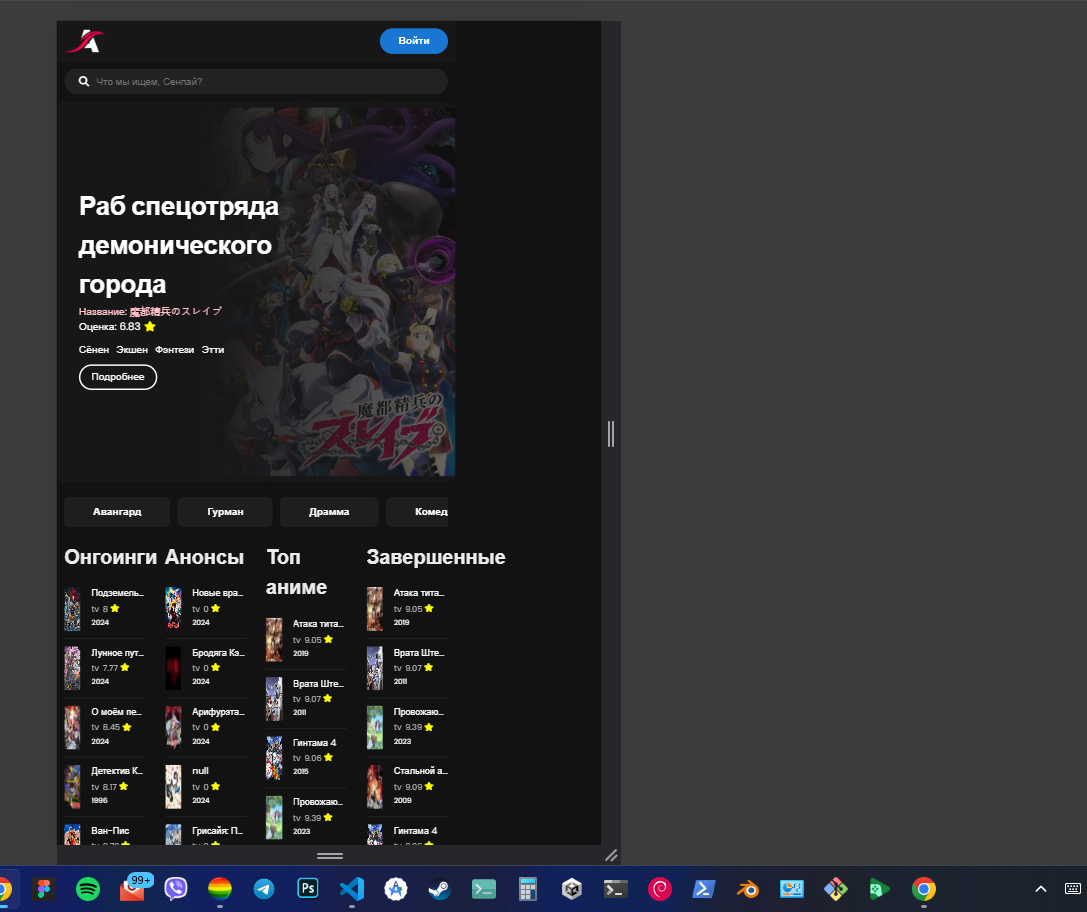 Войти
Что мы ищем, Сенпай?
Раб спецотряда
демонического
города
Название: 魔都精兵のスレイブ
Оценка: 6.83
Сёнен Экшен Фэнтези Этти
Подробнее
魔都精兵の
スレイブ
Авангард Гурман Драмма Комед
Онгоинги
Подземель...
tv 8
2024
Лунное пут...
tv 7.77
2024
О моём пе...
tv 8.45
2024
Детектив К...
tv 8.17
1996
Ван-Пис
Анонсы
Новые вра...
tv 0
2024
Бродяга Кэ...
tv 0
2024
Арифурэта...
tv 0
2024
null
tv 0
2024
Грисайя: П...
Топ
аниме
Атака тита...
tv 9.05
2019
Врата Ште...
tv 9.07
2011
Гинтама 4
tv 9.06
2015
Провожаю...
tv 9.39
2023
Завершенные
Атака тита...
tv 9.05
2019
Врата Ште...
tv 9.07
2011
Провожаю...
tv 9.39
2023
Стальной а...
tv 9.09
2009
Гинтама 4
99+
Ps